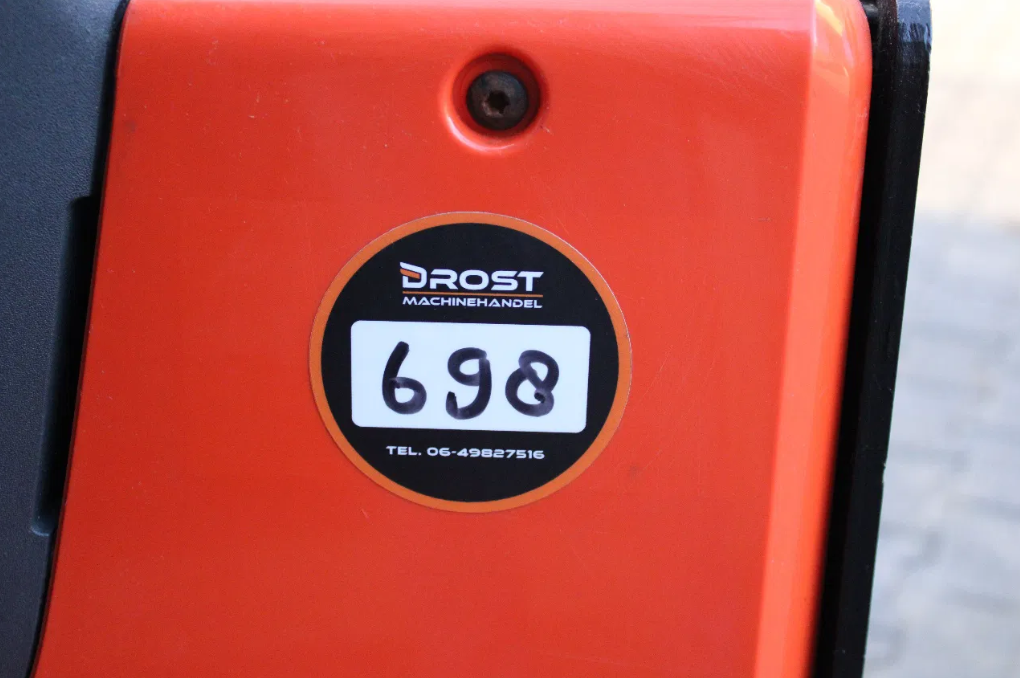 DROST
MACHINEHANDEL
698
TEL. 06-49827516